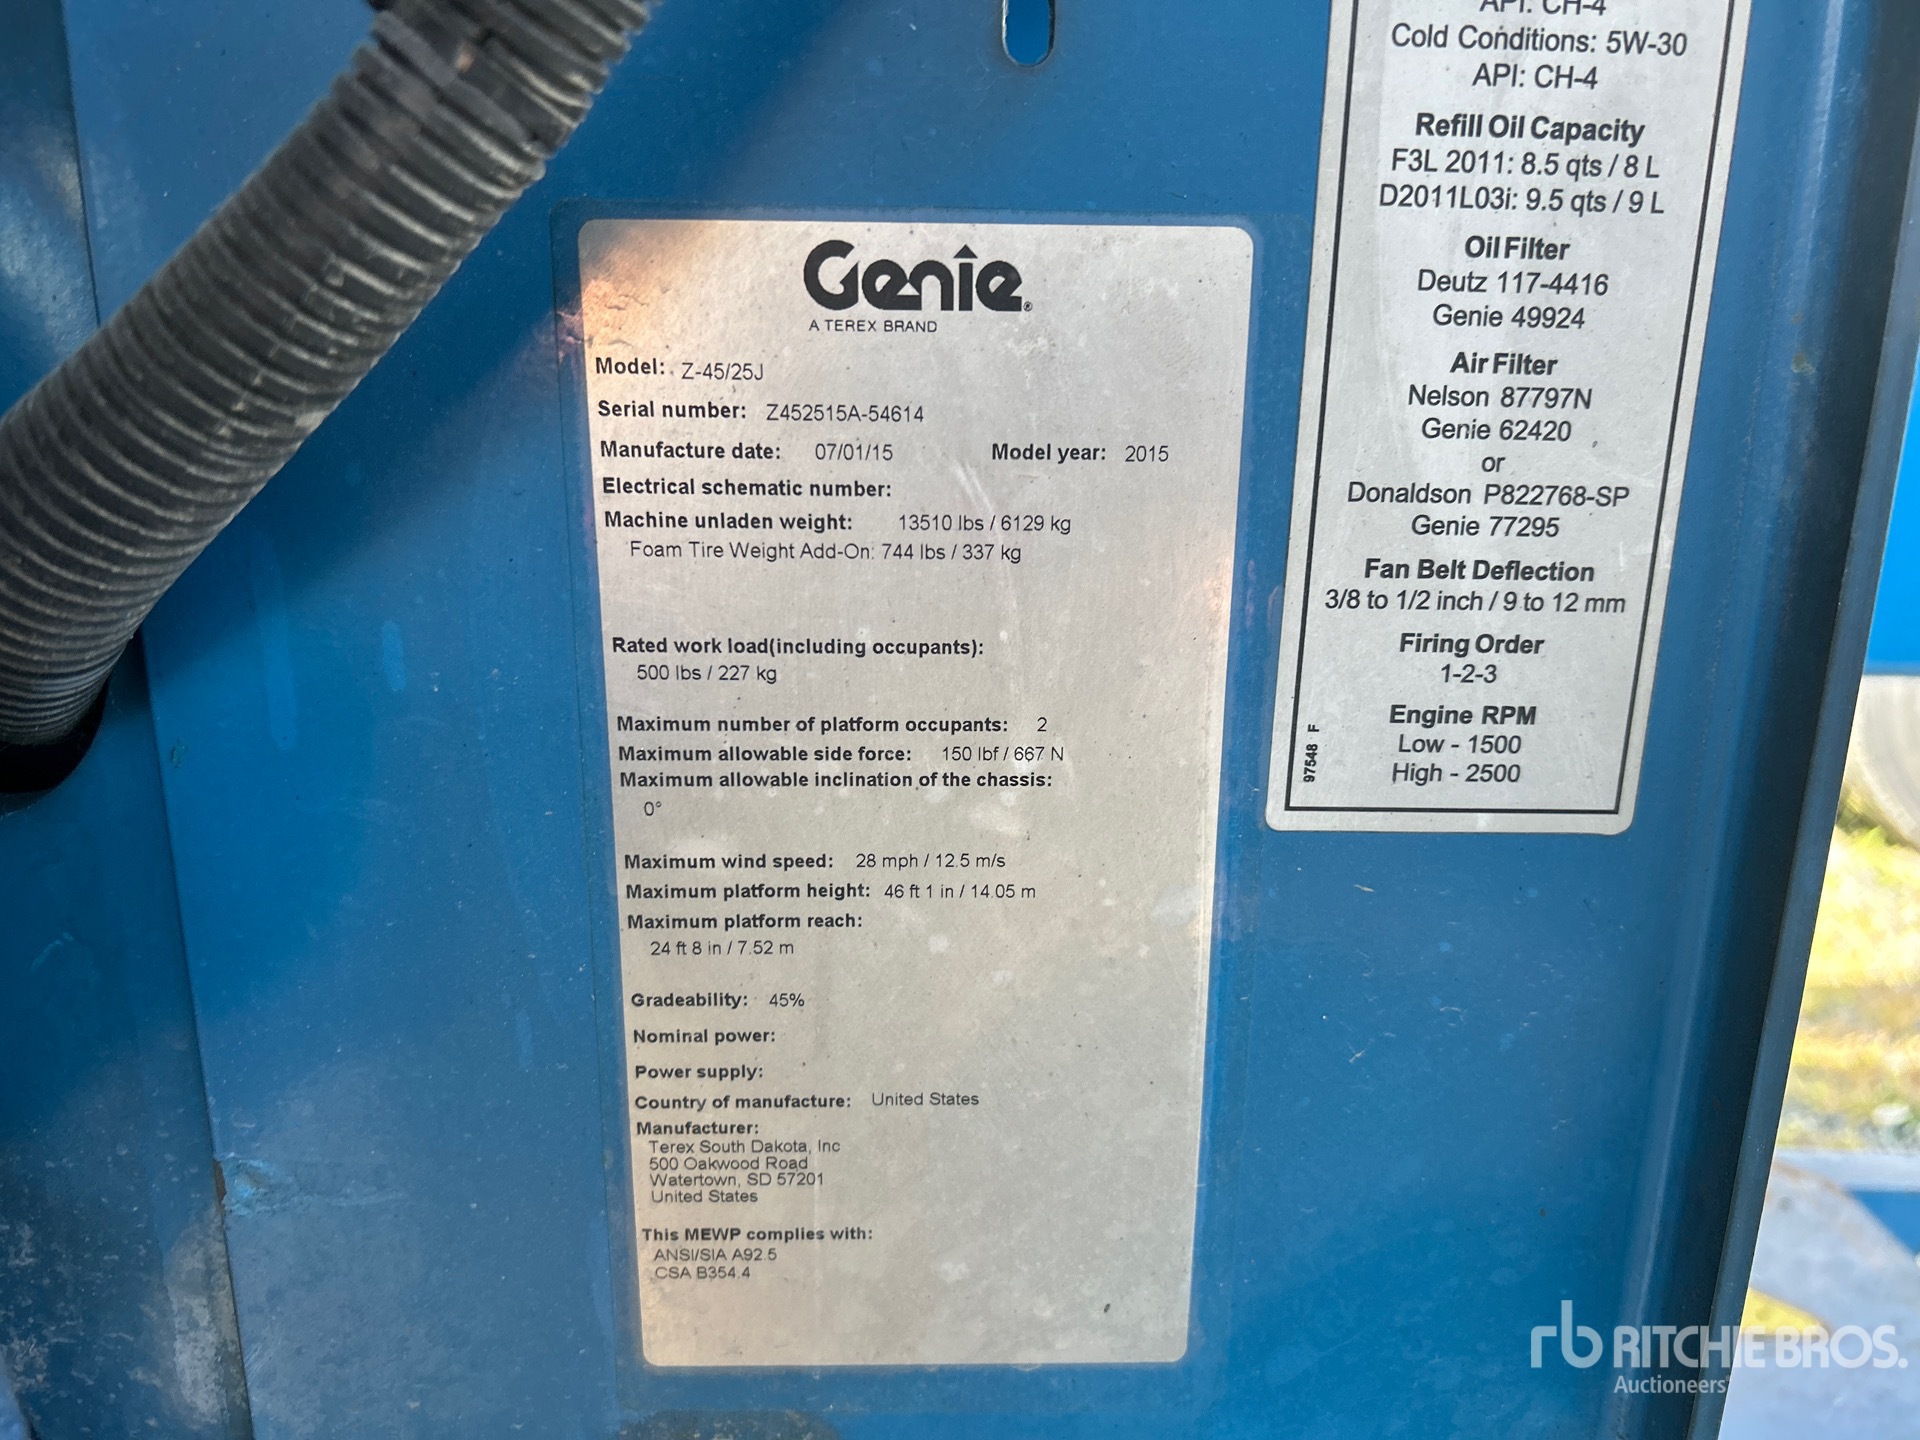 Genie®
A TEREX BRAND
Model: Z-45/25J
Serial number: Z452515A-54614
Manufacture date: 07/01/15 Model year: 2015
Electrical schematic number:
Machine unladen weight: 13510 lbs / 6129 kg
Foam Tire Weight Add-On: 744 lbs / 337 kg
Rated work load(including occupants):
500 lbs / 227 kg
Maximum number of platform occupants: 2
Maximum allowable side force: 150 lbf / 667 N
Maximum allowable inclination of the chassis:
0°
Maximum wind speed: 28 mph / 12.5 m/s
Maximum platform height: 46 ft 1 in / 14.05 m
Maximum platform reach:
24 ft 8 in / 7.52 m
Gradeability: 45%
Nominal power:
Power supply:
Country of manufacture: United States
Manufacturer:
Terex South Dakota, Inc
500 Oakwood Road
Watertown, SD 57201
United States
This MEWP complies with:
ANSI/SIA A92.5
CSA B354.4
API: CH-4
Cold Conditions: 5W-30
API: CH-4
Refill Oil Capacity
F3L 2011: 8.5 qts / 8 L
D2011L03i: 9.5 qts / 9 L
Oil Filter
Deutz 117-4416
Genie 49924
Air Filter
Nelson 87797N
Genie 62420
or
Donaldson P822768-SP
Genie 77295
Fan Belt Deflection
3/8 to 1/2 inch / 9 to 12 mm
Firing Order
1-2-3
Engine RPM
Low - 1500
High - 2500
97548 F
rb RITCHIE BROS.
Auctioneers